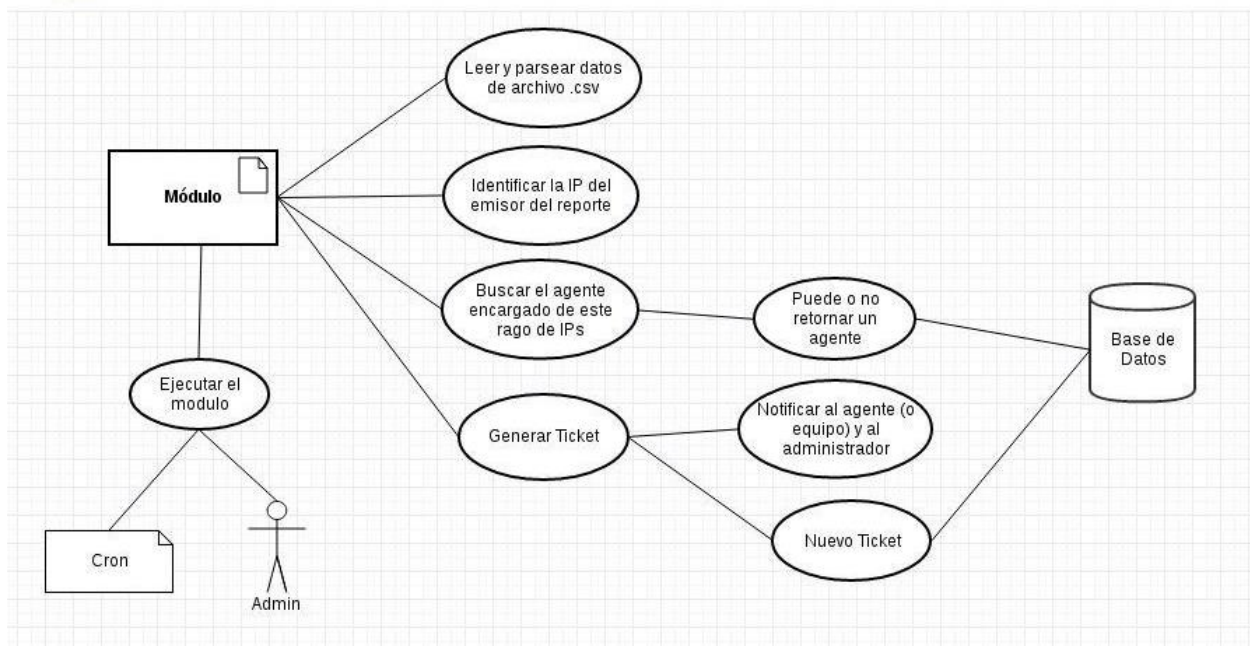 Leer y parsear datos
de archivo .csv
Módulo
Identificar la IP del
emisor del reporte
Buscar el agente
encargado de este
rago de IPs
Puede o no
retornar un
agente
Base de
Datos
Ejecutar el
modulo
Generar Ticket
Notificar al agente (o
equipo) y al
administrador
Nuevo Ticket
Cron
Admin